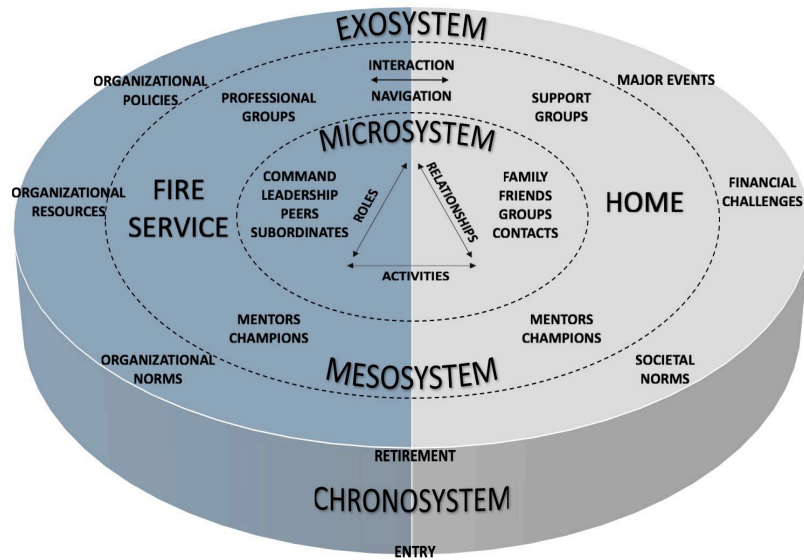 EXOSYSTEM
INTERACTION
NAVIGATION
ORGANIZATIONAL
POLICIES
PROFESSIONAL
GROUPS
SUPPORT
GROUPS
MAJOR EVENTS
MICROSYSTEM
ORGANIZATIONAL
RESOURCES
FIRE
SERVICE
COMMAND
LEADERSHIP
PEERS
SUBORDINATES
ROLES
RELATIONSHIPS
ACTIVITIES
FAMILY
FRIENDS
GROUPS
CONTACTS
HOME
FINANCIAL
CHALLENGES
MENTORS
CHAMPIONS
MENTORS
CHAMPIONS
ORGANIZATIONAL
NORMS
MESOSYSTEM
SOCIETAL
NORMS
RETIREMENT
CHRONOSYSTEM
ENTRY